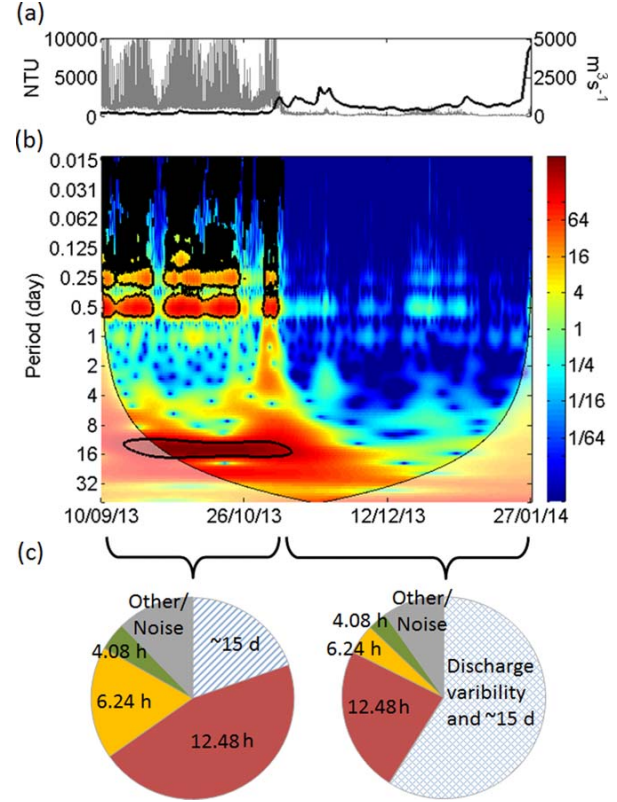 (a)
10000
5000
0
NTU
5000
2500
0
m³s⁻¹
(b)
0.015
0.031
0.062
0.125
0.25
0.5
1
2
4
8
16
32
Period (day)
64
16
4
1
1/4
1/16
1/64
10/09/13
26/10/13
12/12/13
27/01/14
(c)
Other/
Noise
4.08 h
6.24 h
12.48 h
~15 d
Other/
Noise
4.08 h
6.24 h
12.48 h
Discharge
varibility
and ~15 d